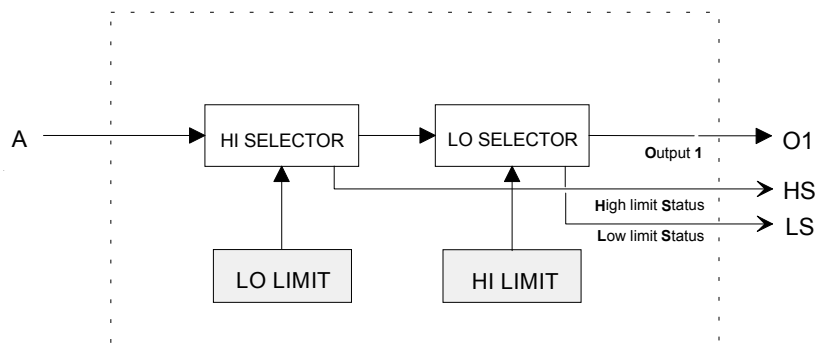 A
HI SELECTOR
LO SELECTOR
Output 1
O1
High limit Status
HS
Low limit Status
LS
LO LIMIT
HI LIMIT